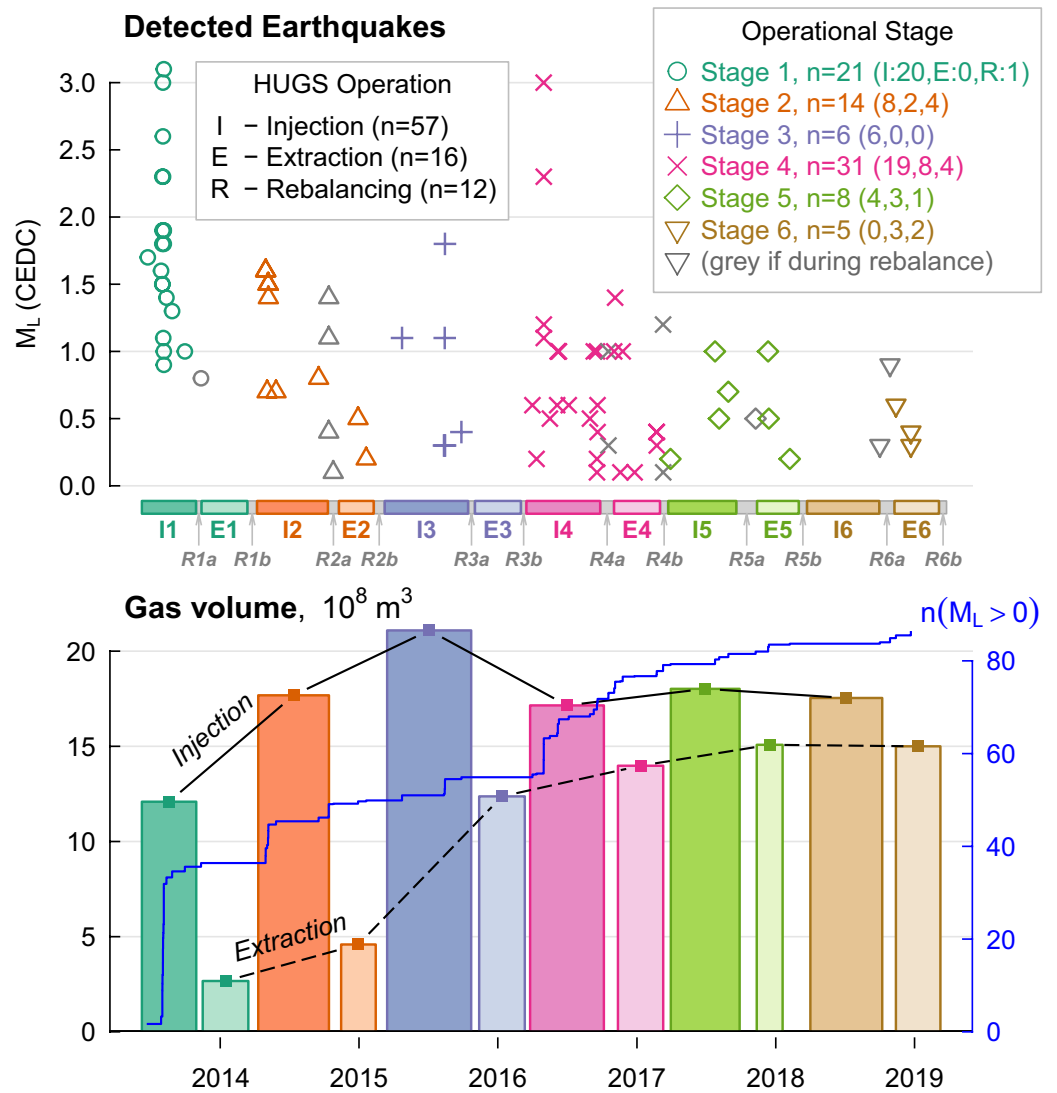 Detected Earthquakes
M_L (CEDC)
3.0
2.5
2.0
1.5
1.0
0.5
0.0
HUGS Operation
I – Injection (n=57)
E – Extraction (n=16)
R – Rebalancing (n=12)
Operational Stage
Stage 1, n=21 (I:20,E:0,R:1)
Stage 2, n=14 (8,2,4)
Stage 3, n=6 (6,0,0)
Stage 4, n=31 (19,8,4)
Stage 5, n=8 (4,3,1)
Stage 6, n=5 (0,3,2)
(grey if during rebalance)
I1 E1 I2 E2 I3 E3 I4 E4 I5 E5 I6 E6
R1a R1b R2a R2b R3a R3b R4a R4b R5a R5b R6a R6b
Gas volume, 10^8 m^3
n(M_L > 0)
20
15
10
5
0
Injection
Extraction
80
60
40
20
0
2014 2015 2016 2017 2018 2019